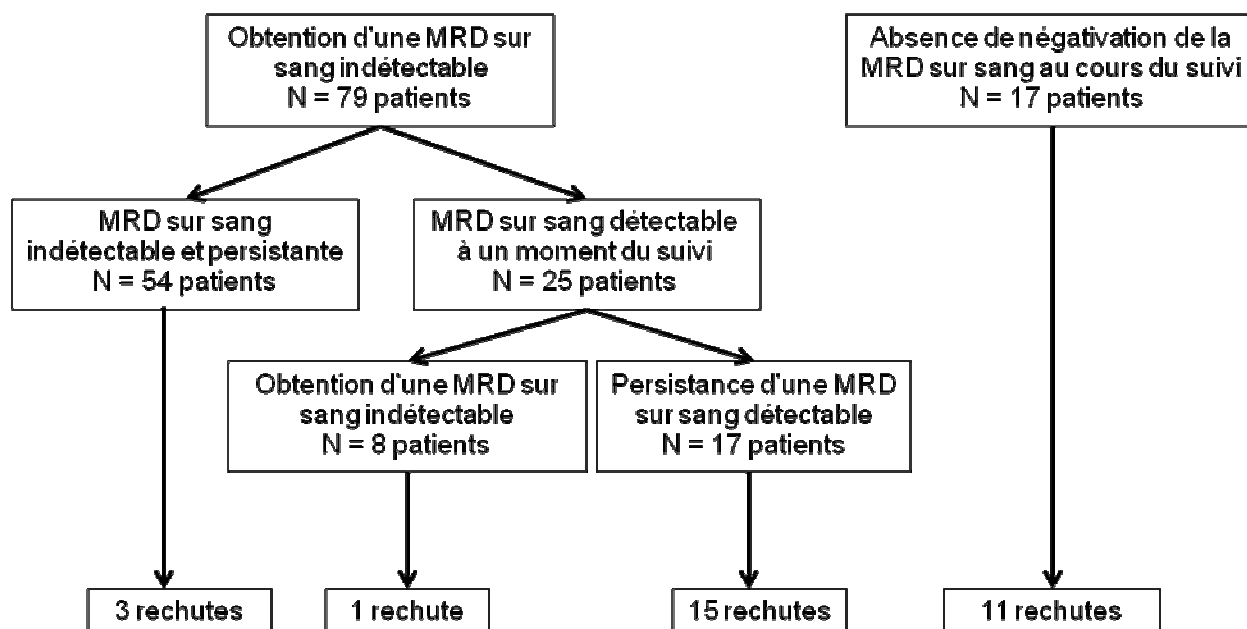 Obtention d'une MRD sur
sang indétectable
N = 79 patients
Absence de négativation de la
MRD sur sang au cours du suivi
N = 17 patients
MRD sur sang
indétectable et persistante
N = 54 patients
MRD sur sang détectable
à un moment du suivi
N = 25 patients
Obtention d'une MRD sur
sang indétectable
N = 8 patients
Persistance d'une MRD
sur sang détectable
N = 17 patients
3 rechutes
1 rechute
15 rechutes
11 rechutes